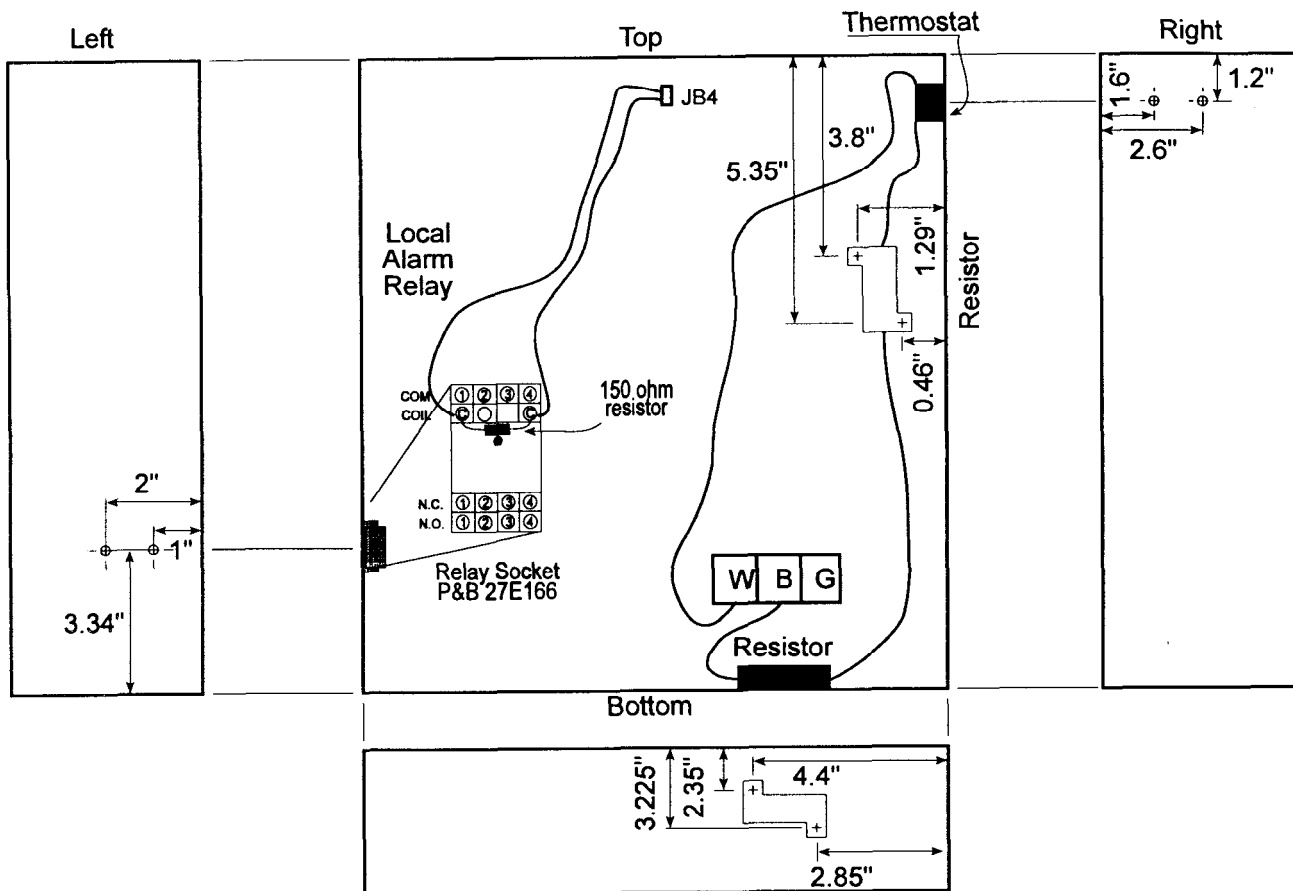 Left
Top
Thermostat
Right
JB4
1.6"
1.2"
2.6"
3.8"
5.35"
1.29"
Resistor
0.46"
Local
Alarm
Relay
COM
1 2 3 4
COIL
C C
150 ohm
resistor
N.C.
1 2 3 4
N.O.
1 2 3 4
Relay Socket
P&B 27E166
2"
1"
3.34"
W B G
Resistor
Bottom
3.225"
2.35"
4.4"
2.85"